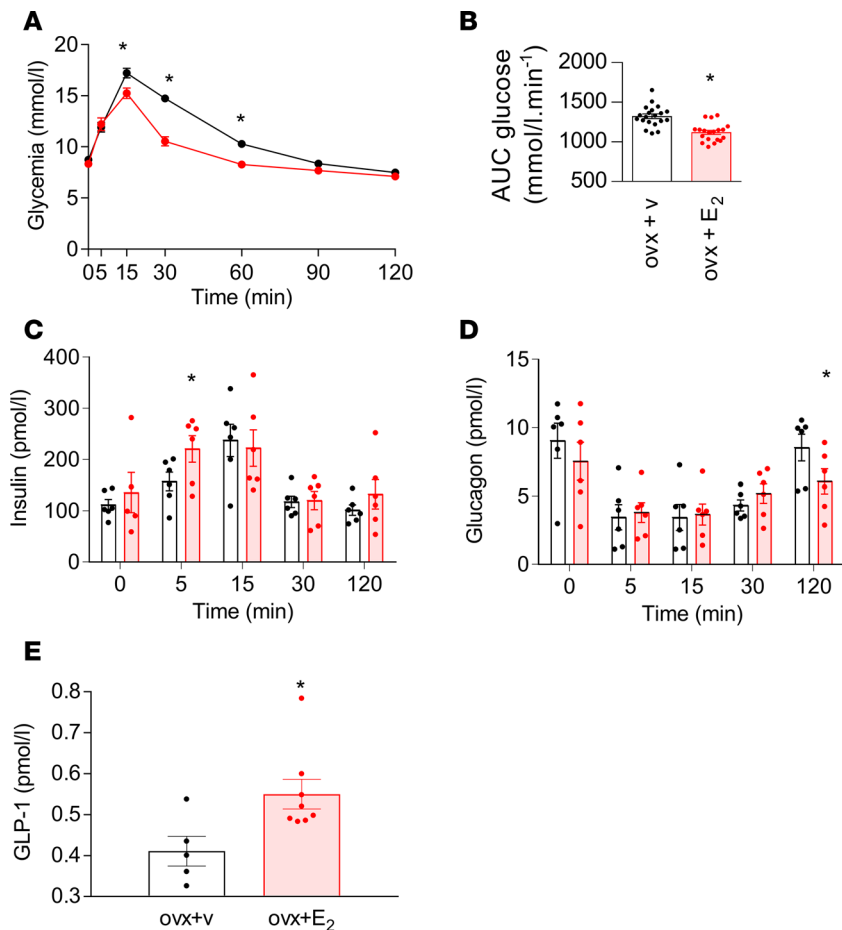 A
Glycemia (mmol/l)
20
15
10
5
0
* * *
0 5 15 30 60 90 120
Time (min)
B
AUC glucose
(mmol/l.min⁻¹)
2000
1500
1000
500
*
ovx + v
ovx + E₂
C
Insulin (pmol/l)
400
300
200
100
0
*
0 5 15 30 120
Time (min)
D
Glucagon (pmol/l)
15
10
5
0
*
0 5 15 30 120
Time (min)
E
GLP-1 (pmol/l)
0.8
0.7
0.6
0.5
0.4
0.3
*
ovx+v ovx+E₂